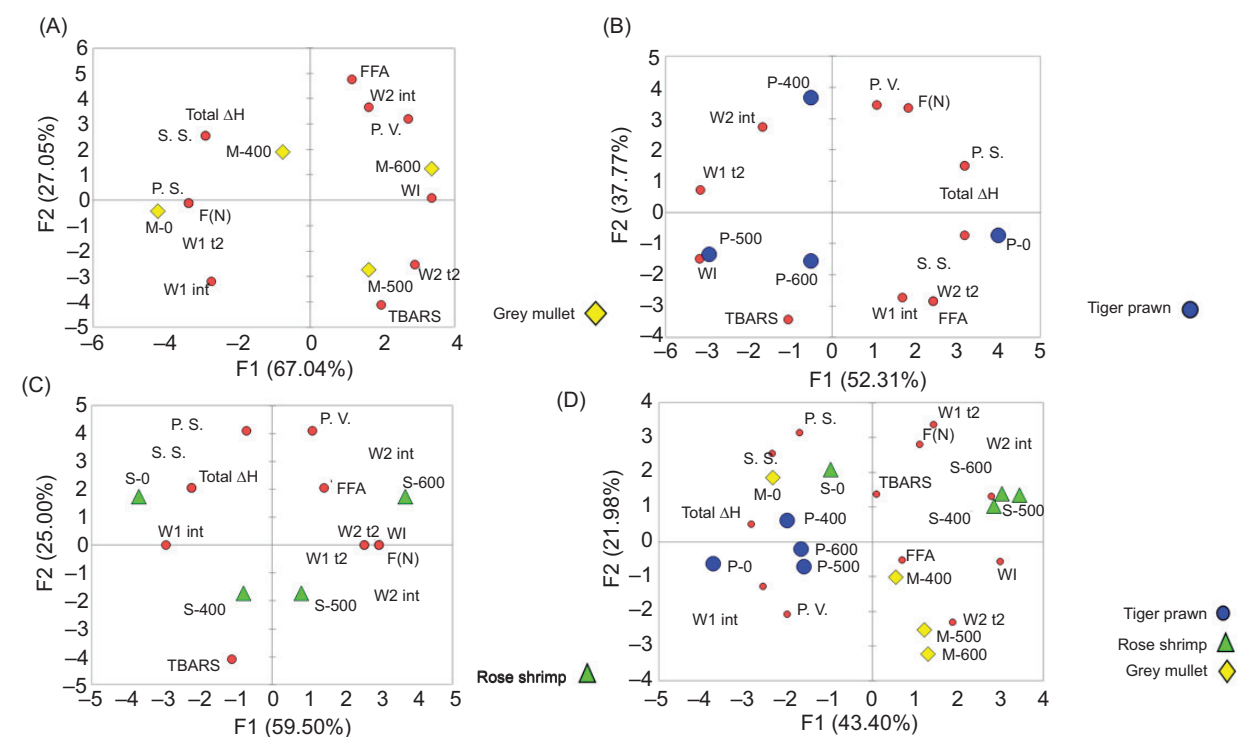 (A)
6
5
4
3
2
1
0
–1
–2
–3
–4
–5
F2 (27.05%)
FFA
W2 int
P. V.
Total ΔH
S. S.
M-400
M-600
WI
P. S.
F(N)
M-0
W1 t2
W1 int
W2 t2
M-500
TBARS
–6 –4 –2 0 2 4
F1 (67.04%)
Grey mullet
(B)
5
4
3
2
1
0
–1
–2
–3
–4
F2 (37.77%)
P-400
P. V.
F(N)
W2 int
P. S.
W1 t2
Total ΔH
P-500
P-0
WI
P-600
S. S.
W2 t2
W1 int
FFA
TBARS
–6 –3 –2 –1 0 1 2 3 4 5
F1 (52.31%)
Tiger prawn
(C)
5
4
3
2
1
0
–1
–2
–3
–4
–5
F2 (25.00%)
P. S.
P. V.
S. S.
W2 int
S-0
Total ΔH
FFA
S-600
W1 int
W2 t2
WI
W1 t2
F(N)
W2 int
S-400
S-500
TBARS
–5 –4 –3 –2 –1 0 1 2 3 4 5
F1 (59.50%)
Rose shrimp
(D)
4
3
2
1
0
–1
–2
–3
–4
F2 (21.98%)
W1 t2
P. S.
F(N)
W2 int
S. S.
S-600
M-0
S-0
TBARS
Total ΔH
P-400
S-400
S-500
P-600
FFA
P-0
P-500
M-400
WI
W1 int
P. V.
W2 t2
M-500
M-600
–5 –4 –3 –2 –1 0 1 2 3 4
F1 (43.40%)
Tiger prawn
Rose shrimp
Grey mullet